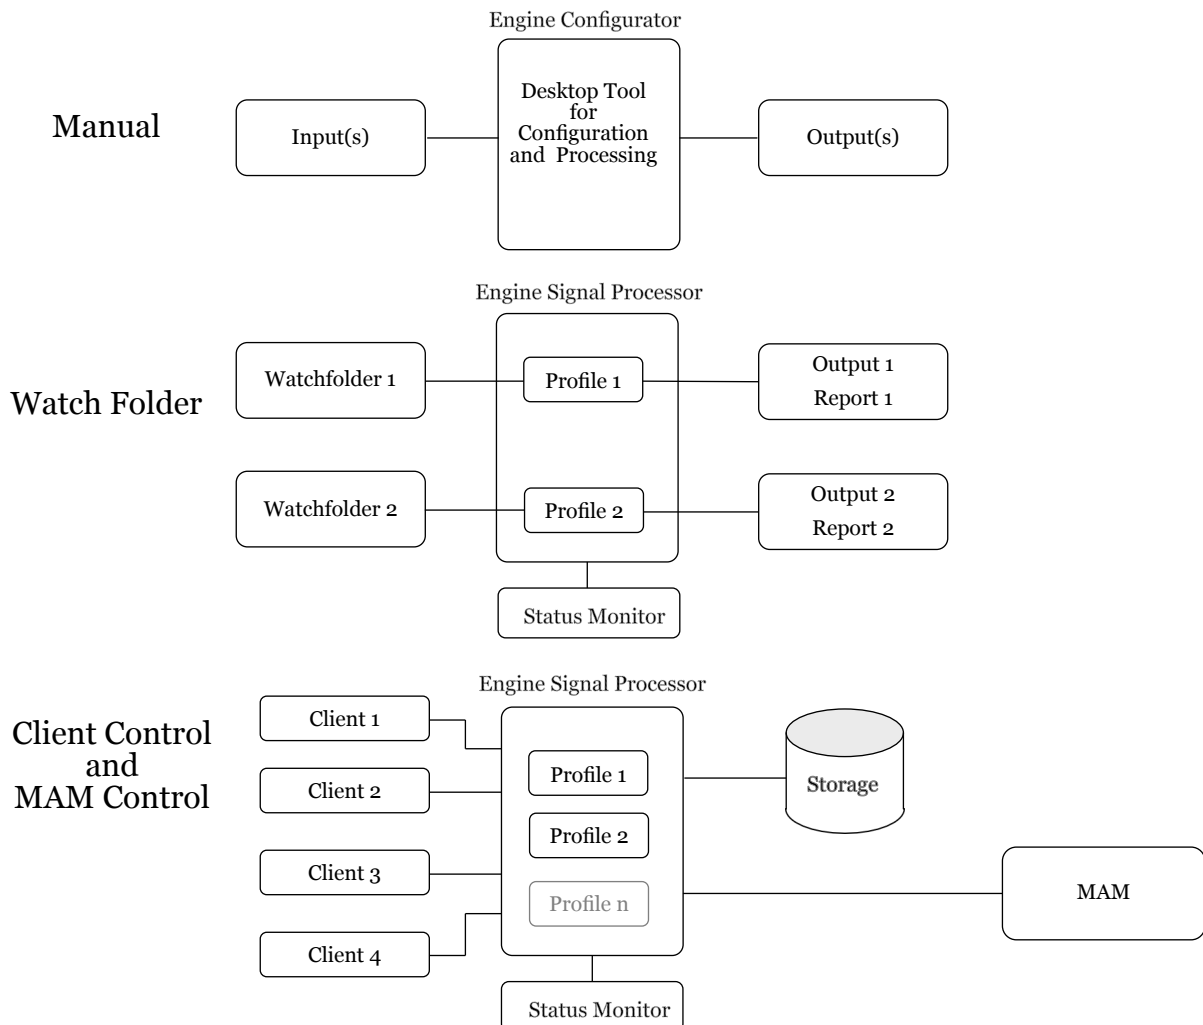 Engine Configurator
Manual
Input(s)
Desktop Tool
for
Configuration
and Processing
Output(s)
Engine Signal Processor
Watch Folder
Watchfolder 1
Profile 1
Output 1
Report 1
Watchfolder 2
Profile 2
Output 2
Report 2
Status Monitor
Engine Signal Processor
Client Control
and
MAM Control
Client 1
Client 2
Client 3
Client 4
Profile 1
Profile 2
Profile n
Storage
MAM
Status Monitor